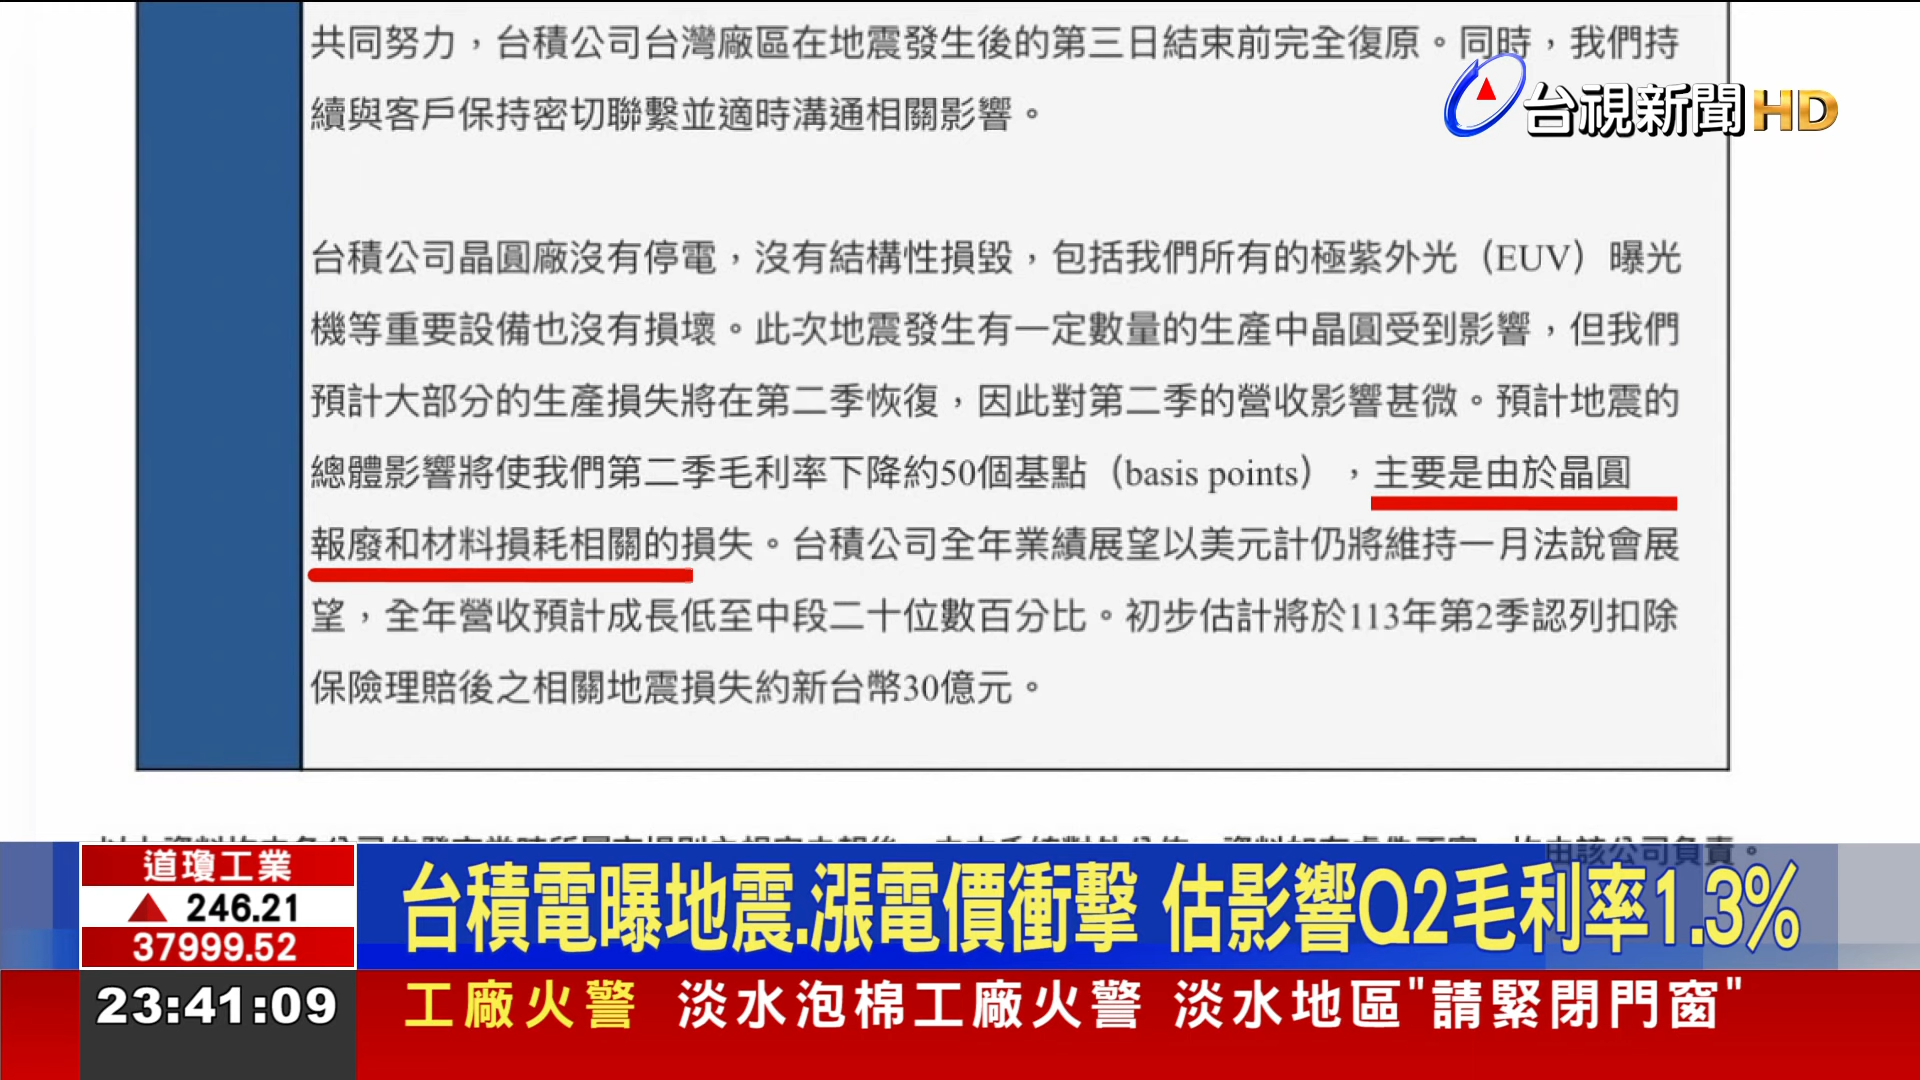 共同努力，台積公司台灣廠區在地震發生後的第三日結束前完全復原。同時，我們持
續與客戶保持密切聯繫並適時溝通相關影響。
台視新聞HD
台積公司晶圓廠沒有停電，沒有結構性損毀，包括我們所有的極紫外光（EUV）曝光
機等重要設備也沒有損壞。此次地震發生有一定數量的生產中晶圓受到影響，但我們
預計大部分的生產損失將在第二季恢復，因此對第二季的營收影響甚微。預計地震的
總體影響將使我們第二季毛利率下降約50個基點（basis points），主要是由於晶圓
報廢和材料損耗相關的損失。台積公司全年業績展望以美元計仍將維持一月法說會展
望，全年營收預計成長低至中段二十位數百分比。初步估計將於113年第2季認列扣除
保險理賠後之相關地震損失約新台幣30億元。
由該公司負責。
道瓊工業
▲ 246.21
37999.52
台積電曝地震.漲電價衝擊 估影響Q2毛利率1.3%
23:41:09
工廠火警 淡水泡棉工廠火警 淡水地區"請緊閉門窗"